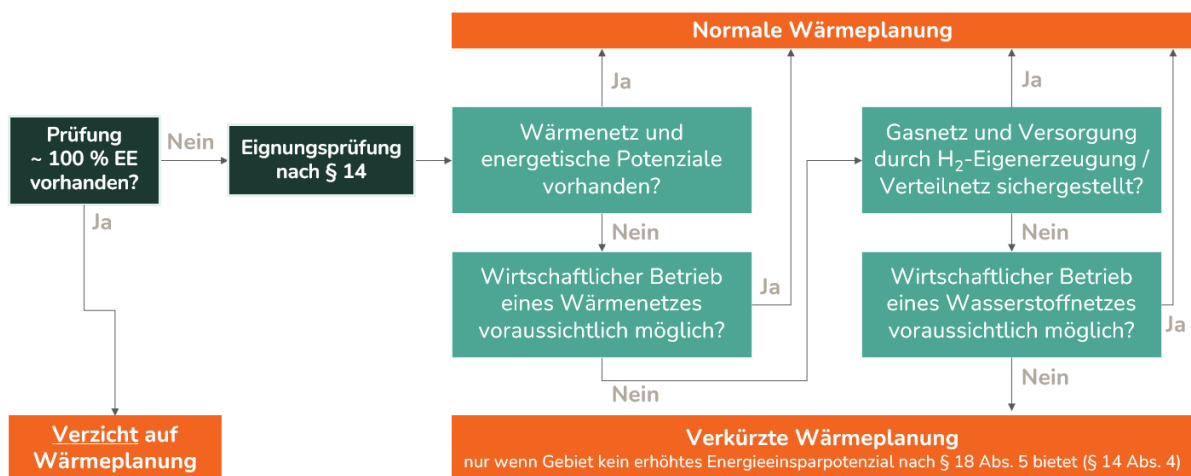 Normale Wärmeplanung
Ja
Ja
Prüfung
~ 100 % EE
vorhanden?
Nein
Eignungsprüfung
nach § 14
Wärmenetz und
energetische Potenziale
vorhanden?
Gasnetz und Versorgung
durch H₂-Eigenerzeugung /
Verteilnetz sichergestellt?
Ja
Nein
Nein
Wirtschaftlicher Betrieb
eines Wärmenetzes
voraussichtlich möglich?
Ja
Wirtschaftlicher Betrieb
eines Wasserstoffnetzes
voraussichtlich möglich?
Ja
Nein
Nein
Verzicht auf
Wärmeplanung
Verkürzte Wärmeplanung
nur wenn Gebiet kein erhöhtes Energieeinsparpotenzial nach § 18 Abs. 5 bietet (§ 14 Abs. 4)